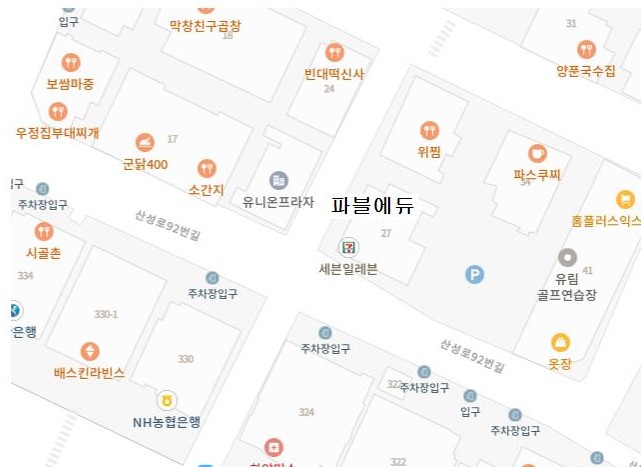 입구
막창친구곱창
18
31
보쌈마중
빈대떡신사
24
양푼국수집
우정집부대찌개
17
군닭400
소간지
위찜
파스쿠찌
34
주차장입구
유니온프라자
파블에듀
홈플러스익스
산성로92번길
시골촌
27
세븐일레븐
P
유림
골프연습장
41
334
주차장입구
330-1
은행
330
주차장입구
산성로92번길
옷장
배스킨라빈스
322
주차장입구
NH농협은행
324
입구
주차장입구
322